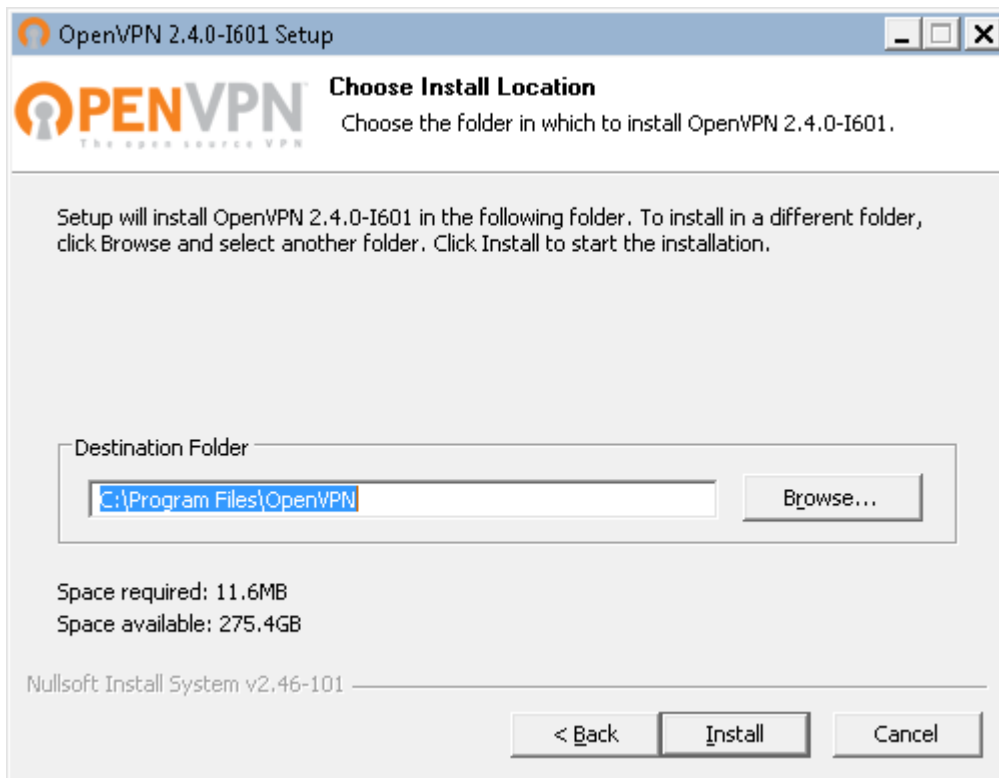 OpenVPN 2.4.0-I601 Setup
OPENVPN
The open source VPN
Choose Install Location
Choose the folder in which to install OpenVPN 2.4.0-I601.
Setup will install OpenVPN 2.4.0-I601 in the following folder. To install in a different folder,
click Browse and select another folder. Click Install to start the installation.
Destination Folder
C:\Program Files\OpenVPN
Browse...
Space required: 11.6MB
Space available: 275.4GB
Nullsoft Install System v2.46-101
< Back
Install
Cancel